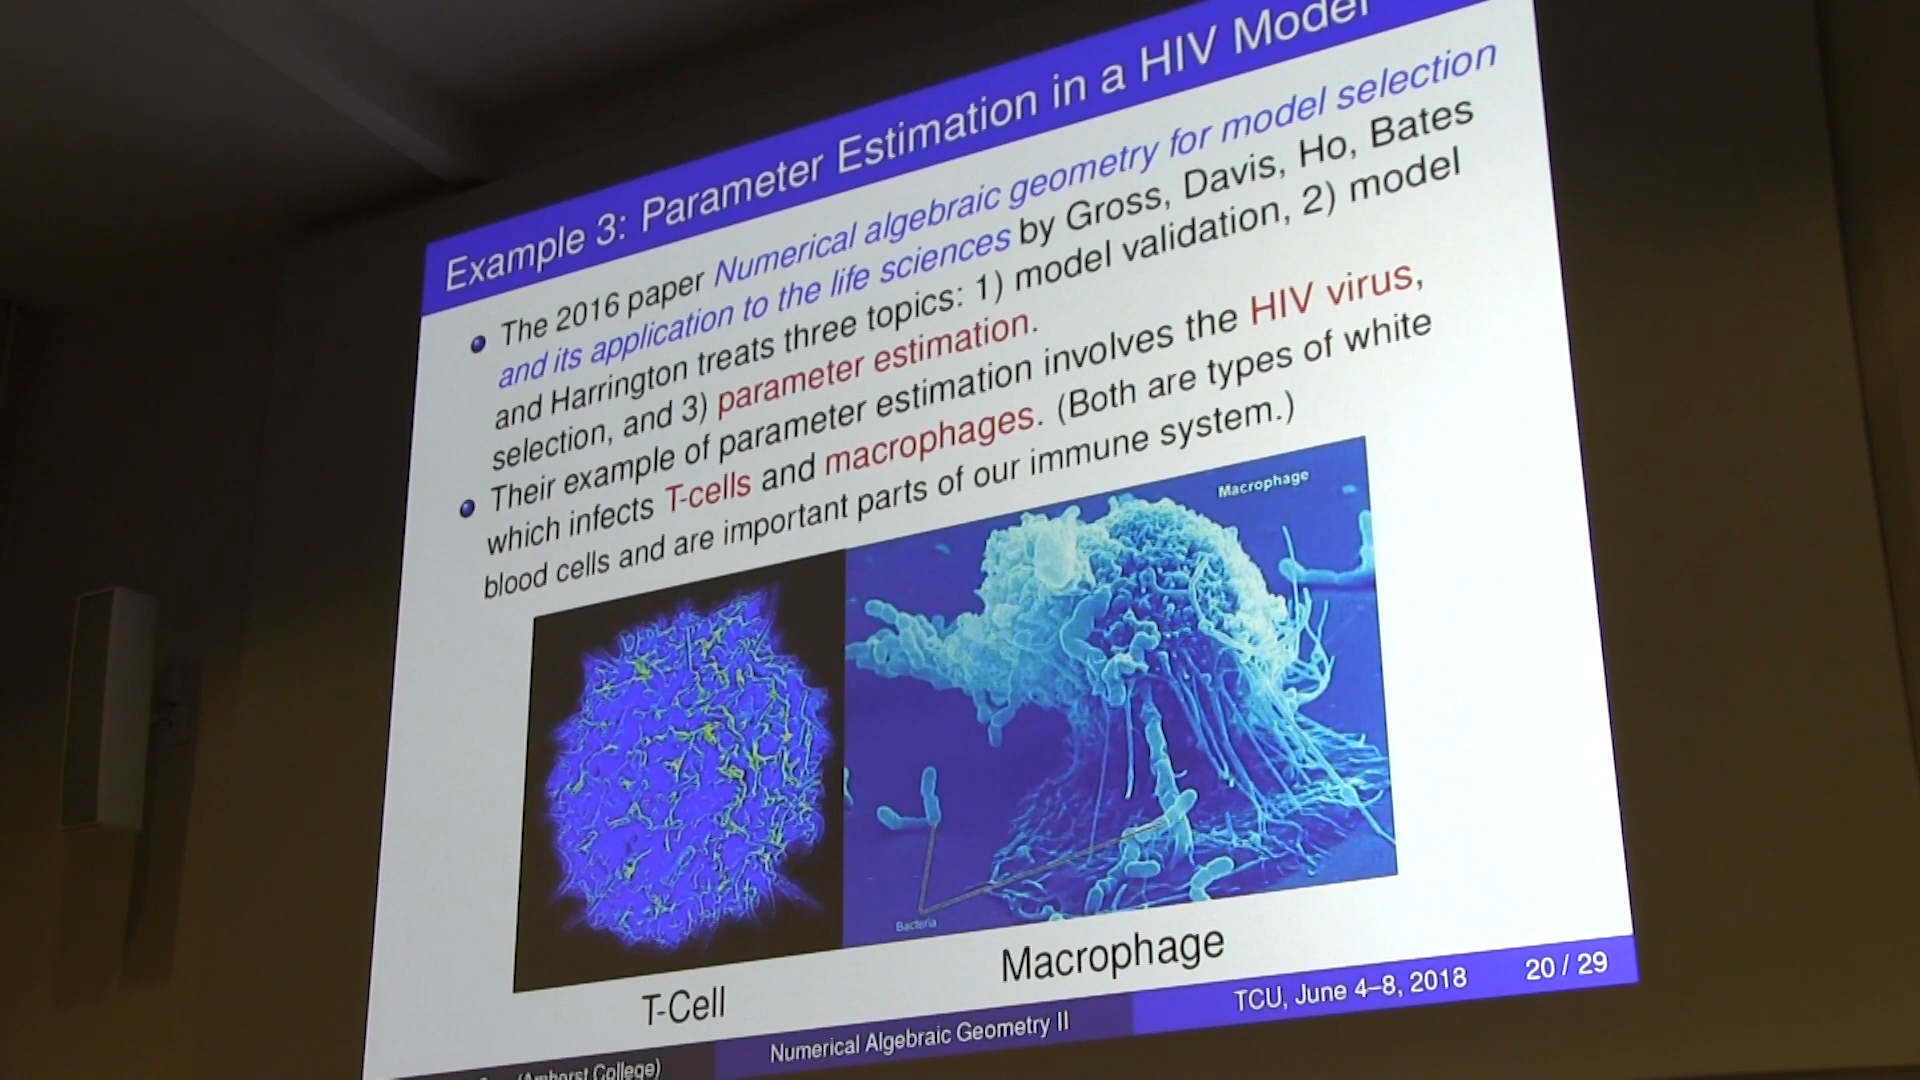 Example 3: Parameter Estimation in a HIV Model
The 2016 paper Numerical algebraic geometry for model selection
and its application to the life sciences by Gross, Davis, Ho, Bates
and Harrington treats three topics: 1) model validation, 2) model
selection, and 3) parameter estimation.
Their example of parameter estimation involves the HIV virus,
which infects T-cells and macrophages. (Both are types of white
blood cells and are important parts of our immune system.)
Macrophage
Bacteria
T-Cell
Macrophage
(Amherst College)
Numerical Algebraic Geometry II
TCU, June 4–8, 2018
20 / 29